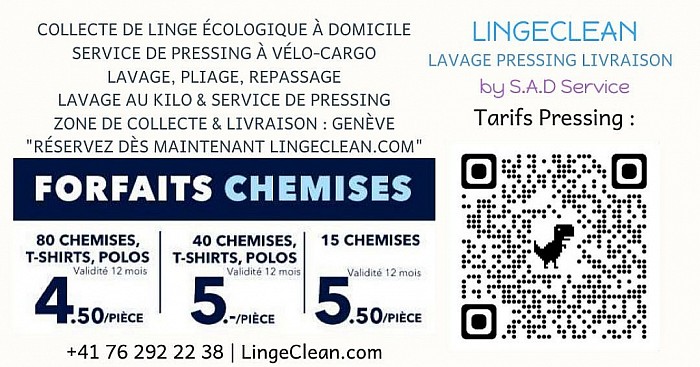 COLLECTE DE LINGE ÉCOLOGIQUE À DOMICILE
SERVICE DE PRESSING À VÉLO-CARGO
LAVAGE, PLIAGE, REPASSAGE
LAVAGE AU KILO & SERVICE DE PRESSING
ZONE DE COLLECTE & LIVRAISON : GENÈVE
"RÉSERVEZ DÈS MAINTENANT LINGECLEAN.COM"
FORFAITS CHEMISES
80 CHEMISES,
T-SHIRTS, POLOS
Validité 12 mois
4.50/PIÈCE
40 CHEMISES,
T-SHIRTS, POLOS
Validité 12 mois
5.-/PIÈCE
15 CHEMISES
Validité 12 mois
5.50/PIÈCE
+41 76 292 22 38 | LingeClean.com
LINGECLEAN
LAVAGE PRESSING LIVRAISON
by S.A.D Service
Tarifs Pressing :